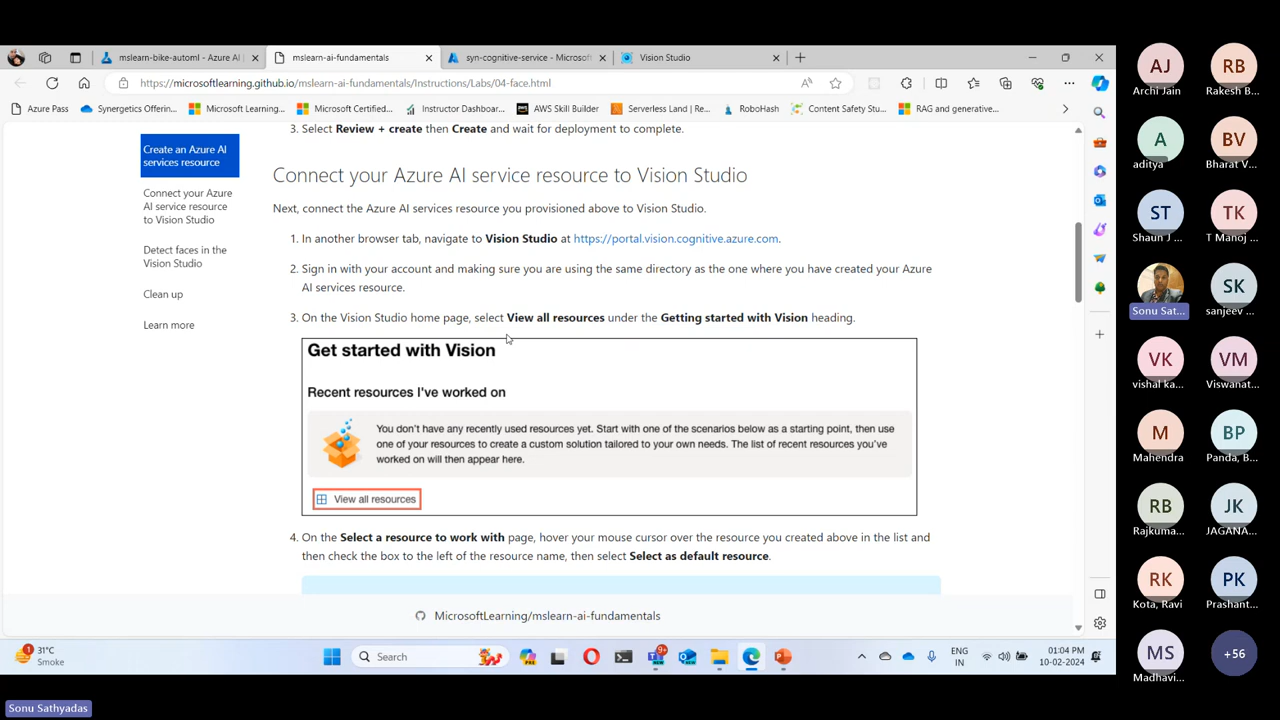 mslearn-bike-automl - Azure AI |
mslearn-ai-fundamentals
syn-cognitive-service - Microsoft
Vision Studio
https://microsoftlearning.github.io/mslearn-ai-fundamentals/Instructions/Labs/04-face.html
Azure Pass
Synergetics Offering...
Microsoft Learning...
Microsoft Certified...
Instructor Dashboar...
AWS Skill Builder
Serverless Land | Re...
RoboHash
Content Safety Stu...
RAG and generative...
Create an Azure AI
services resource
Connect your Azure
AI service resource
to Vision Studio
Detect faces in the
Vision Studio
Clean up
Learn more
3. Select Review + create then Create and wait for deployment to complete.
Connect your Azure AI service resource to Vision Studio
Next, connect the Azure AI services resource you provisioned above to Vision Studio.
1. In another browser tab, navigate to Vision Studio at https://portal.vision.cognitive.azure.com.
2. Sign in with your account and making sure you are using the same directory as the one where you have created your Azure
AI services resource.
3. On the Vision Studio home page, select View all resources under the Getting started with Vision heading.
Get started with Vision
Recent resources I've worked on
You don't have any recently used resources yet. Start with one of the scenarios below as a starting point, then use
one of your resources to create a custom solution tailored to your own needs. The list of recent resources you've
worked on will then appear here.
View all resources
4. On the Select a resource to work with page, hover your mouse cursor over the resource you created above in the list and
then check the box to the left of the resource name, then select Select as default resource.
MicrosoftLearning/mslearn-ai-fundamentals
1
31°C
Smoke
Search
PRE
NEW
9+
NEW
ENG
IN
01:04 PM
10-02-2024
AJ
Archi Jain
RB
Rakesh B...
A
aditya
BV
Bharat V...
ST
Shaun J ...
TK
T Manoj ...
Sonu Sat...
SK
sanjeev ...
VK
vishal ka...
VM
Viswanat...
M
Mahendra
BP
Panda, B...
RB
Rajkuma...
JK
JAGANA...
RK
Kota, Ravi
PK
Prashant...
MS
Madhavi...
+56
Sonu Sathyadas